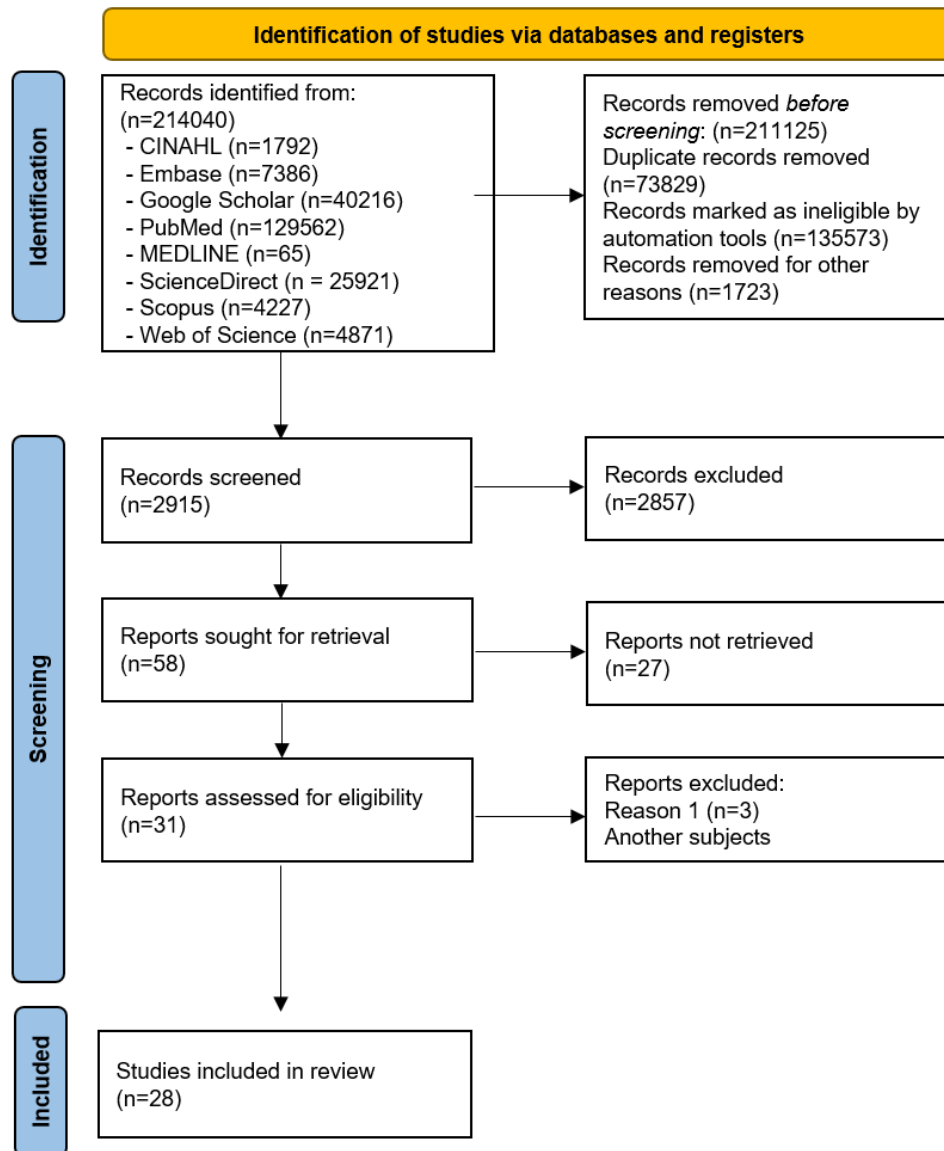 Identification of studies via databases and registers
Identification
Records identified from:
(n=214040)
- CINAHL (n=1792)
- Embase (n=7386)
- Google Scholar (n=40216)
- PubMed (n=129562)
- MEDLINE (n=65)
- ScienceDirect (n = 25921)
- Scopus (n=4227)
- Web of Science (n=4871)
Records removed before
screening: (n=211125)
Duplicate records removed
(n=73829)
Records marked as ineligible by
automation tools (n=135573)
Records removed for other
reasons (n=1723)
Screening
Records screened
(n=2915)
Records excluded
(n=2857)
Reports sought for retrieval
(n=58)
Reports not retrieved
(n=27)
Reports assessed for eligibility
(n=31)
Reports excluded:
Reason 1 (n=3)
Another subjects
Included
Studies included in review
(n=28)